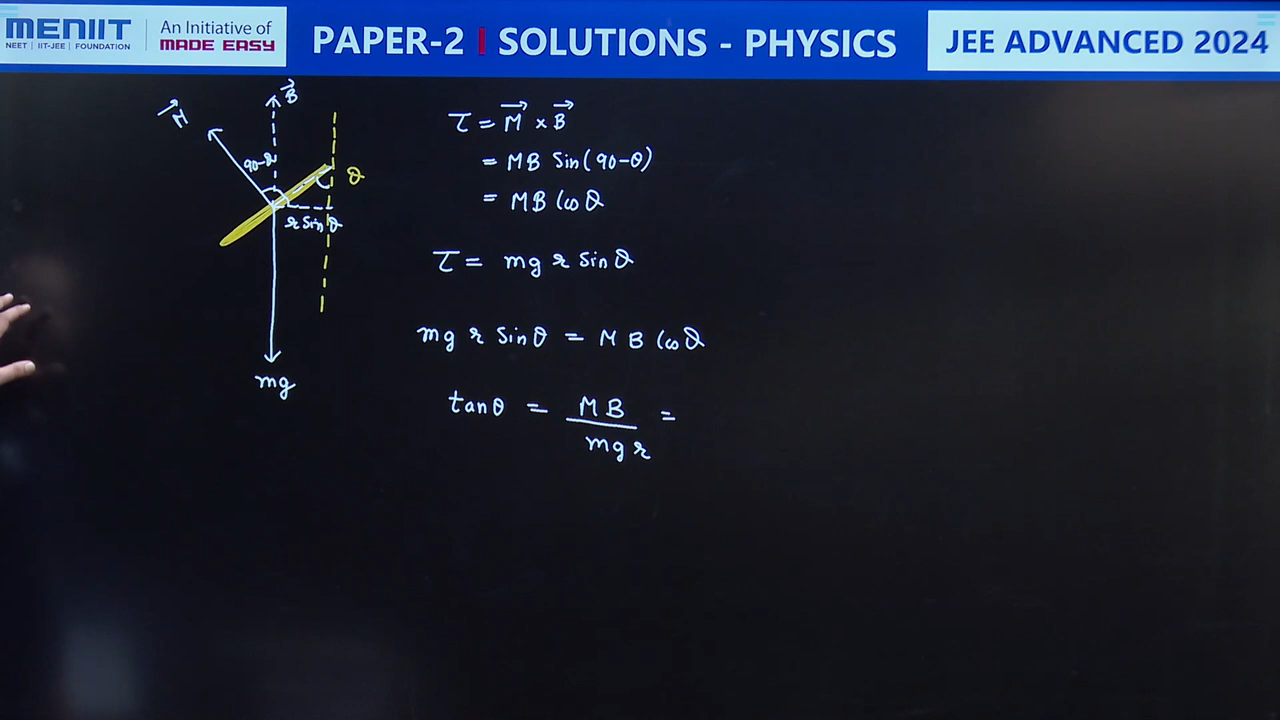 MENIIT
NEET | IIT-JEE | FOUNDATION
An Initiative of
MADE EASY
PAPER-2 | SOLUTIONS - PHYSICS
JEE ADVANCED 2024
M⃗
B⃗
90-θ
θ
r sin θ
mg
τ = M⃗ × B⃗
= MB Sin(90-θ)
= MB Cos θ
τ = mg r sin θ
mg r sin θ = M B Cos θ
tan θ = MB / mg r =